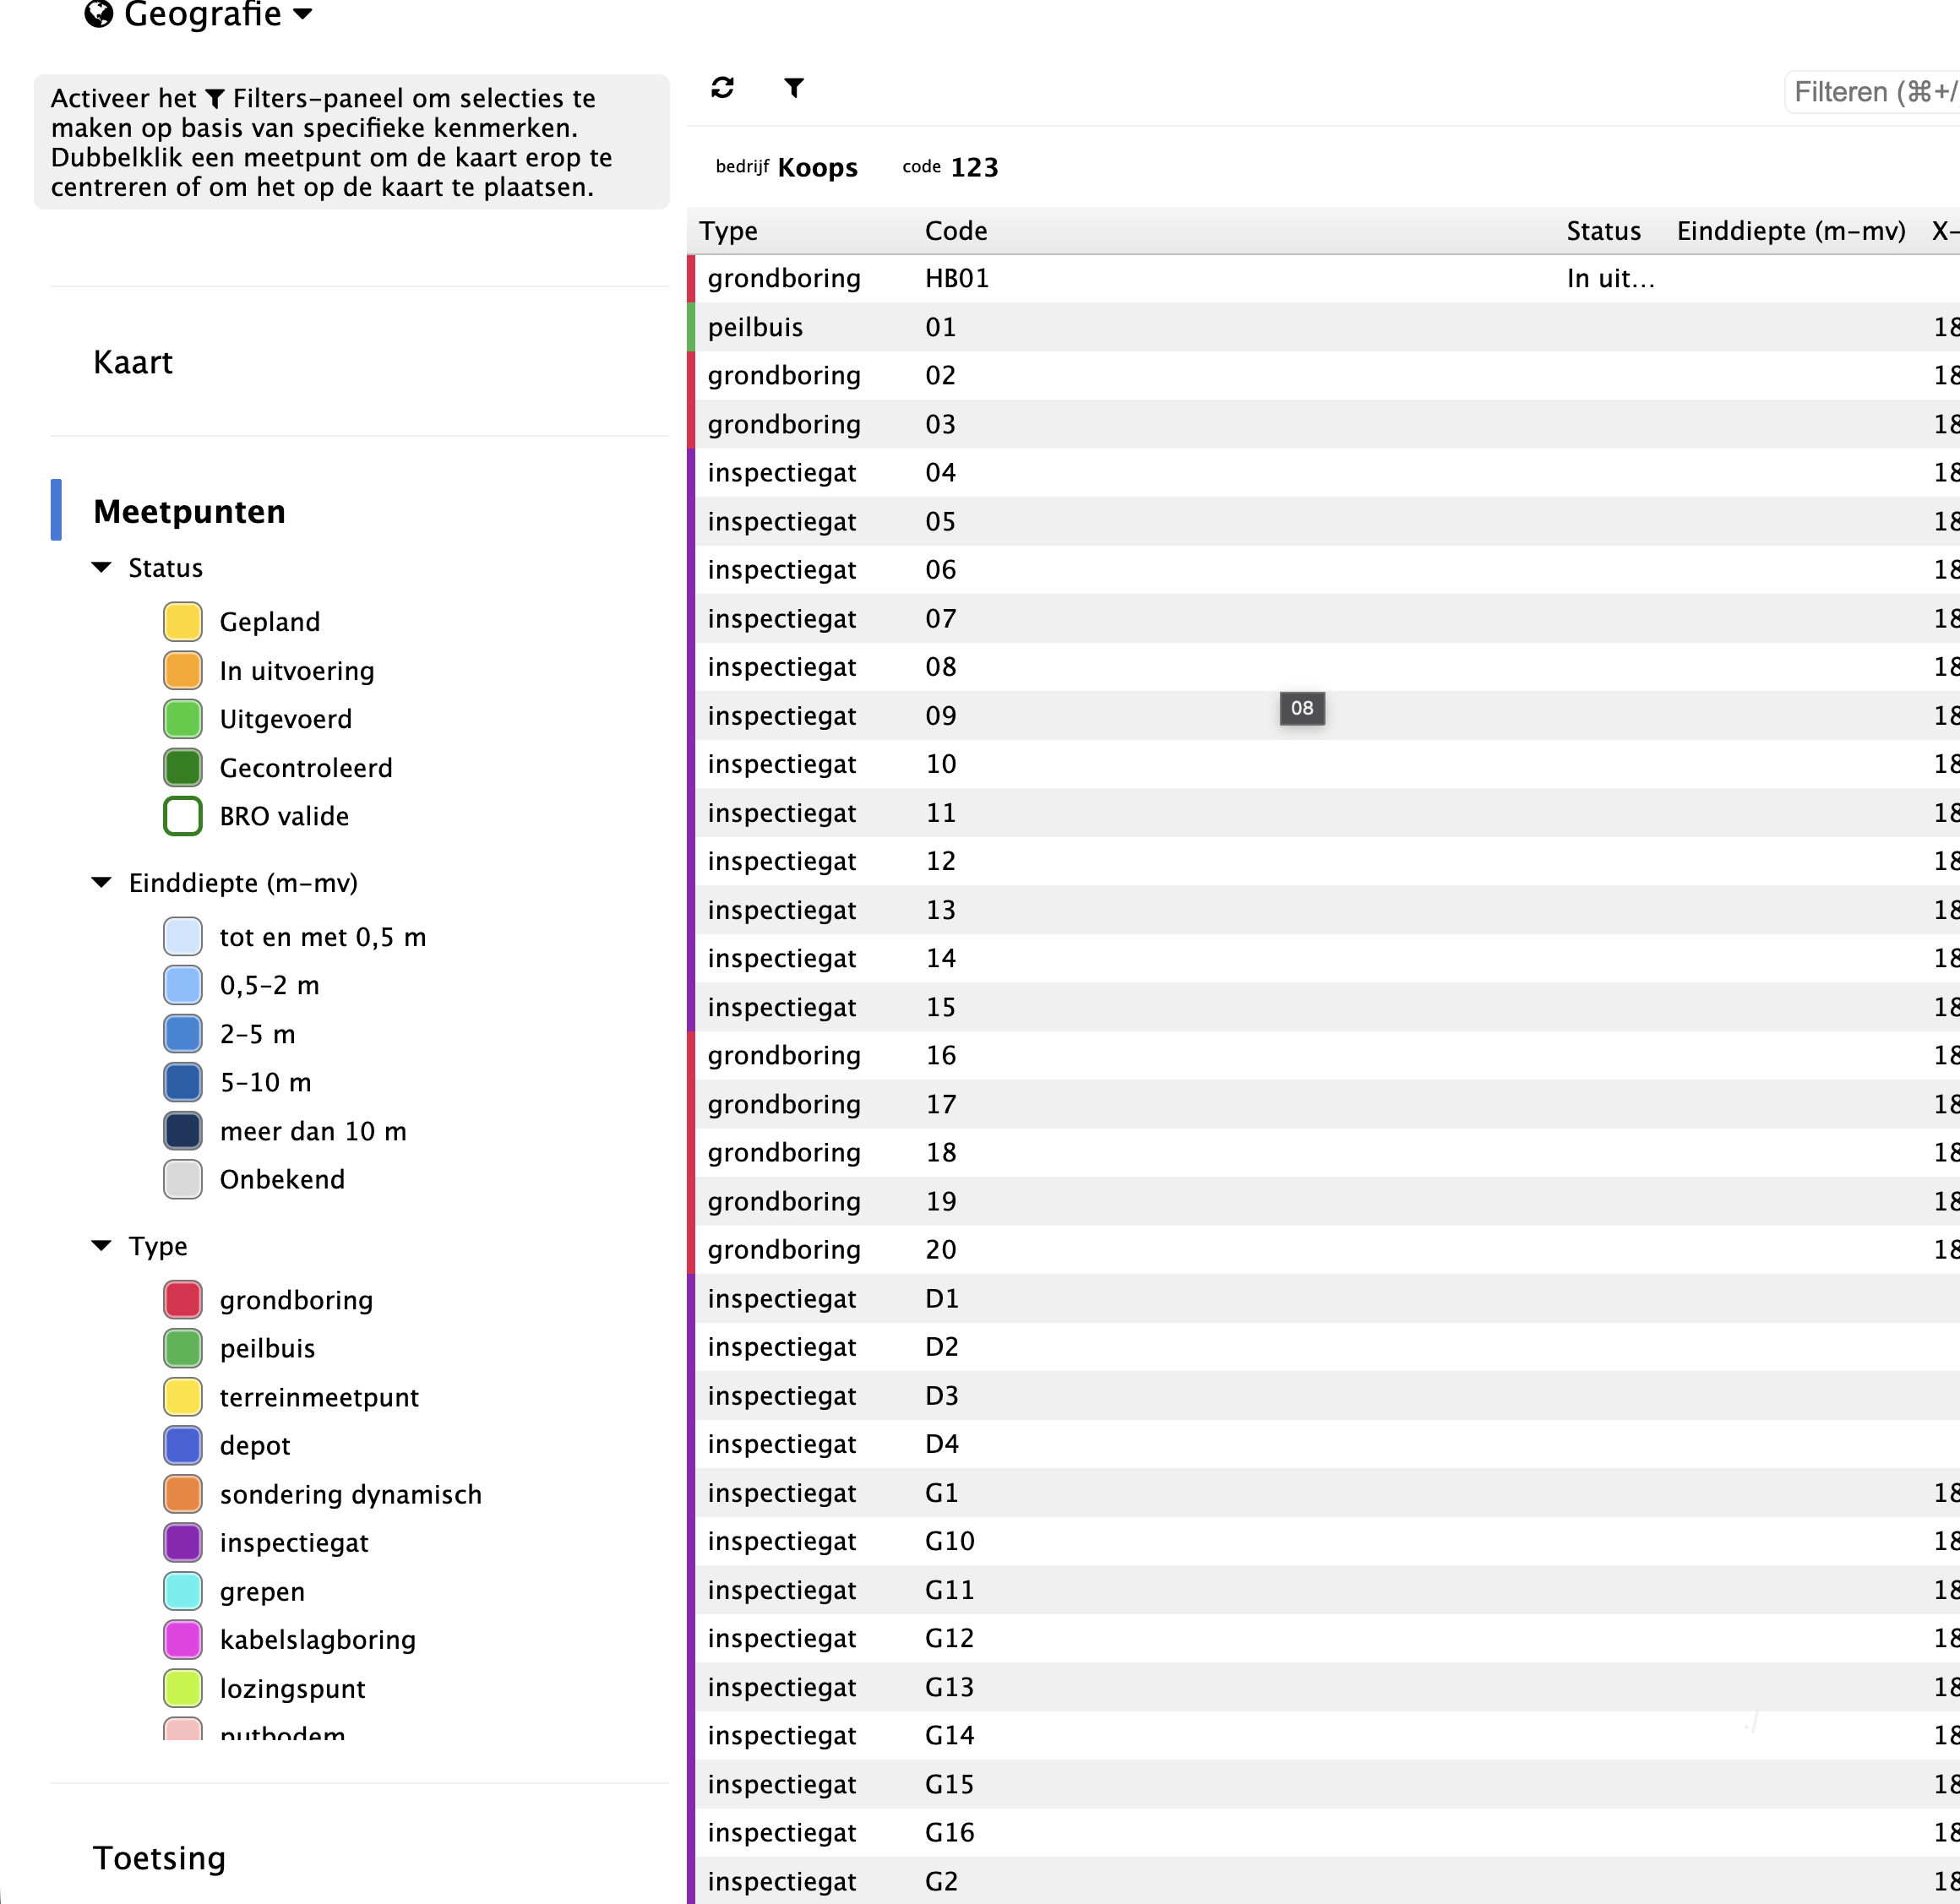 Geografie
Activeer het Filters-paneel om selecties te
maken op basis van specifieke kenmerken.
Dubbelklik een meetpunt om de kaart erop te
centreren of om het op de kaart te plaatsen.
Kaart
Meetpunten
Status
Gepland
In uitvoering
Uitgevoerd
Gecontroleerd
BRO valide
Einddiepte (m-mv)
tot en met 0,5 m
0,5-2 m
2-5 m
5-10 m
meer dan 10 m
Onbekend
Type
grondboring
peilbuis
terreinmeetpunt
depot
sondering dynamisch
inspectiegat
grepen
kabelslagboring
lozingspunt
putbodem
Toetsing
Filteren (⌘+/
bedrijf Koops code 123
Type Code Status Einddiepte (m-mv) X-
grondboring HB01 In uit...
peilbuis 01 18
grondboring 02 18
grondboring 03 18
inspectiegat 04 18
inspectiegat 05 18
inspectiegat 06 18
inspectiegat 07 18
inspectiegat 08 18
inspectiegat 09 08 18
inspectiegat 10 18
inspectiegat 11 18
inspectiegat 12 18
inspectiegat 13 18
inspectiegat 14 18
inspectiegat 15 18
grondboring 16 18
grondboring 17 18
grondboring 18 18
grondboring 19 18
grondboring 20 18
inspectiegat D1
inspectiegat D2
inspectiegat D3
inspectiegat D4
inspectiegat G1 18
inspectiegat G10 18
inspectiegat G11 18
inspectiegat G12 18
inspectiegat G13 18
inspectiegat G14 18
inspectiegat G15 18
inspectiegat G16 18
inspectiegat G2 18